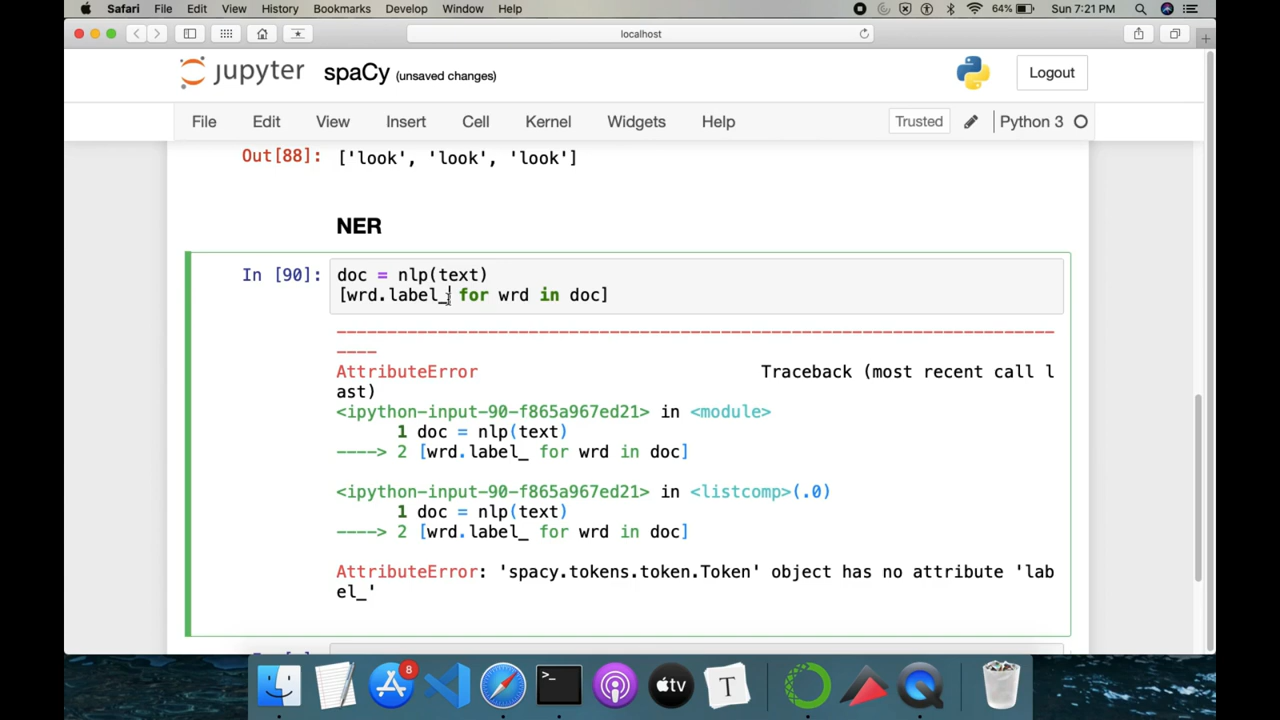 Safari File Edit View History Bookmarks Develop Window Help 64% Sun 7:21 PM
localhost
jupyter spaCy (unsaved changes) Logout
File Edit View Insert Cell Kernel Widgets Help Trusted Python 3
Out[88]: ['look', 'look', 'look']
NER
In [90]: doc = nlp(text)
[wrd.label_ for wrd in doc]
---------------------------------------------------------------------------
AttributeError Traceback (most recent call l
ast)
<ipython-input-90-f865a967ed21> in <module>
1 doc = nlp(text)
----> 2 [wrd.label_ for wrd in doc]
<ipython-input-90-f865a967ed21> in <listcomp>(.0)
1 doc = nlp(text)
----> 2 [wrd.label_ for wrd in doc]
AttributeError: 'spacy.tokens.token.Token' object has no attribute 'lab
el_'
8
>_
tv
T